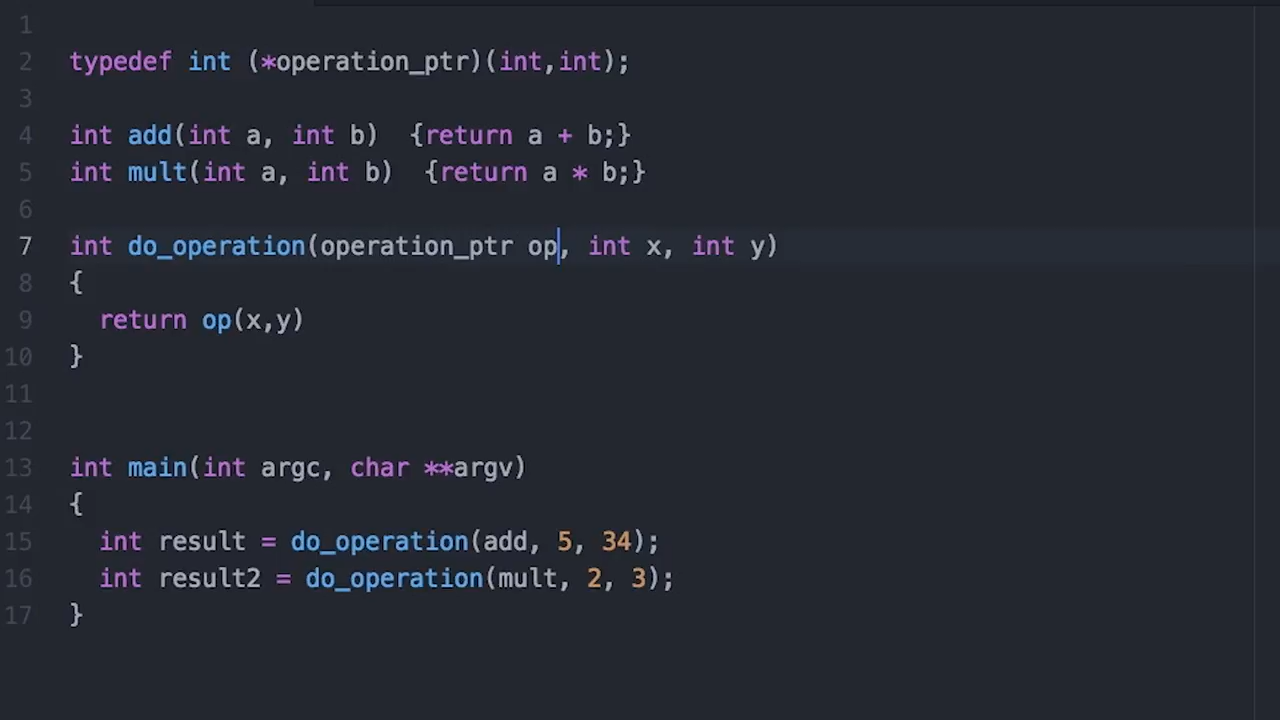 1
2 typedef int (*operation_ptr)(int,int);
3
4 int add(int a, int b)  {return a + b;}
5 int mult(int a, int b)  {return a * b;}
6
7 int do_operation(operation_ptr op, int x, int y)
8 {
9   return op(x,y)
10 }
11
12
13 int main(int argc, char **argv)
14 {
15   int result = do_operation(add, 5, 34);
16   int result2 = do_operation(mult, 2, 3);
17 }